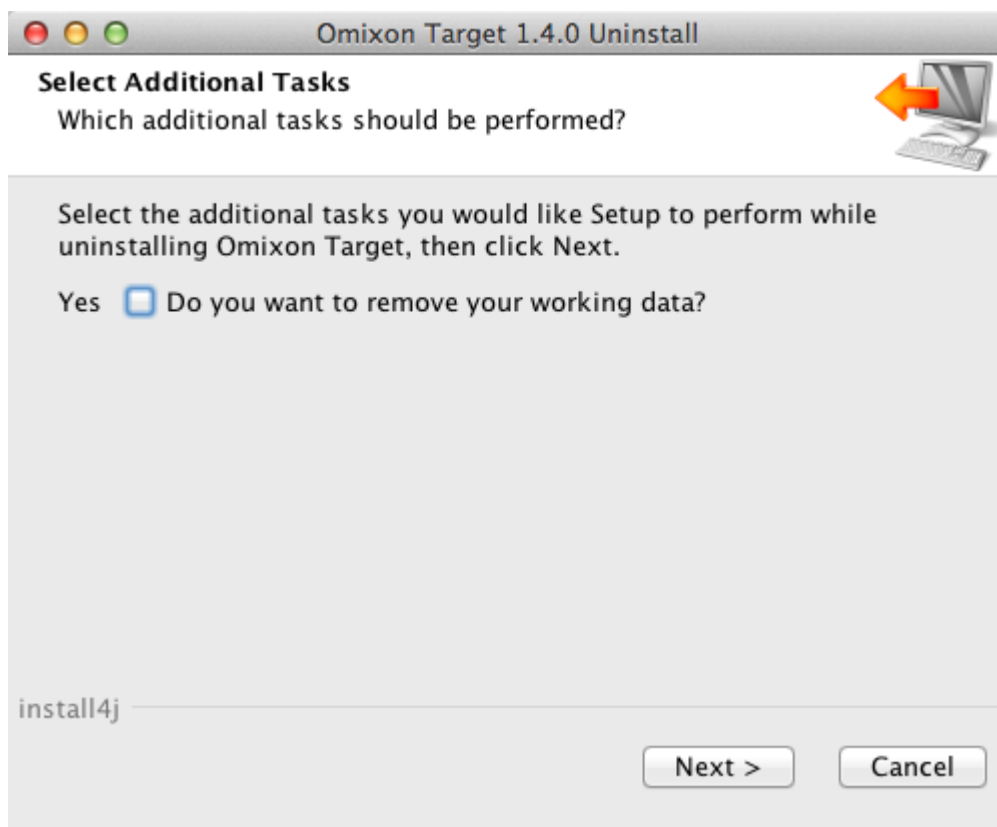 Omixon Target 1.4.0 Uninstall
Select Additional Tasks
Which additional tasks should be performed?
Select the additional tasks you would like Setup to perform while
uninstalling Omixon Target, then click Next.
Yes Do you want to remove your working data?
install4j
Next > Cancel